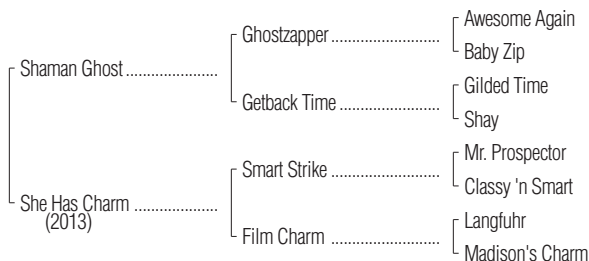 Awesome Again
Ghostzapper ........................
Baby Zip
Shaman Ghost ....................
Gilded Time
Getback Time ......................
Shay
Mr. Prospector
Smart Strike ........................
Classy 'n Smart
She Has Charm ..................
(2013)
Langfuhr
Film Charm .........................
Madison's Charm